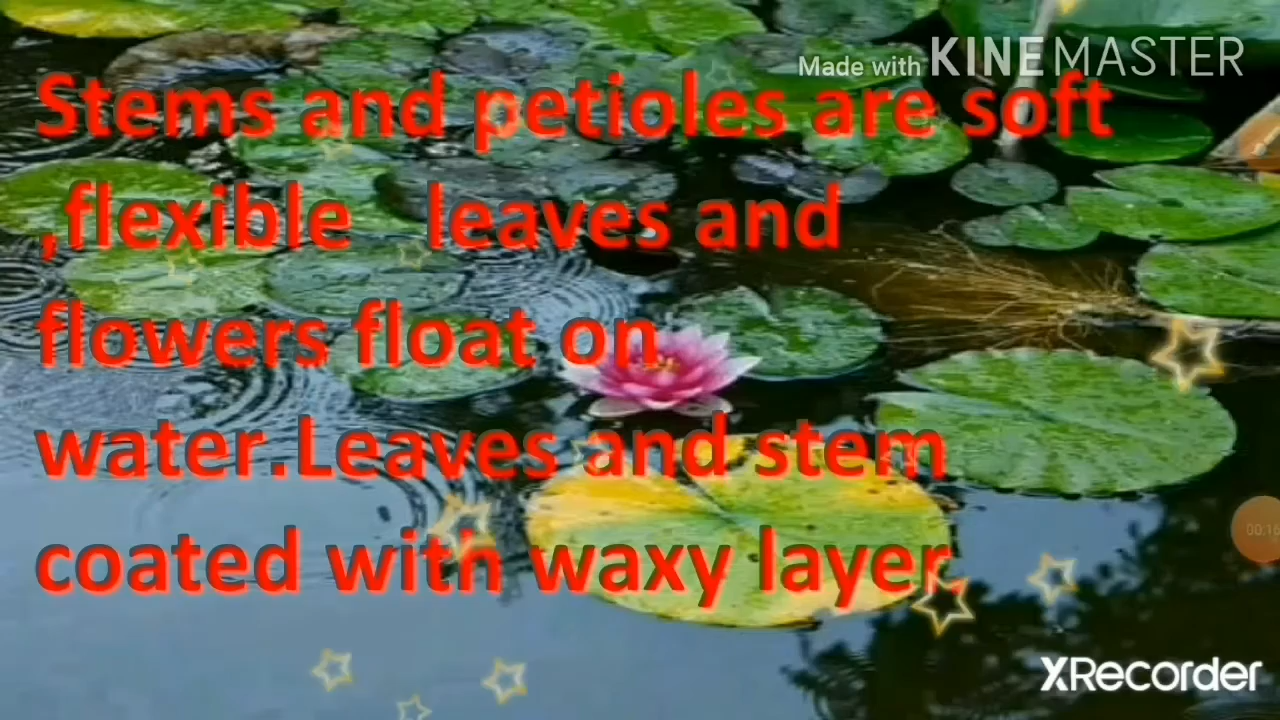 Made with KINEMASTER
Stems and petioles are soft
,flexible leaves and
flowers float on
water.Leaves and stem
coated with waxy layer
XRecorder